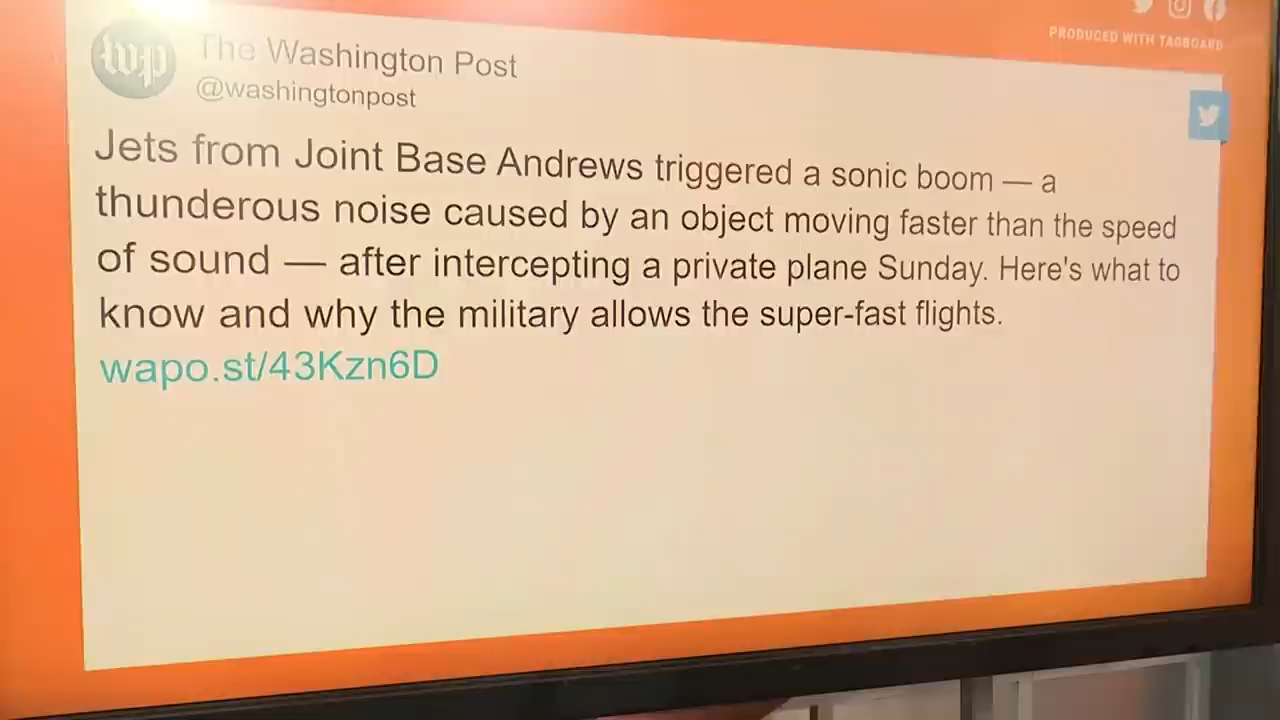 PRODUCED WITH TAGBOARD
wp
The Washington Post
@washingtonpost
Jets from Joint Base Andrews triggered a sonic boom — a
thunderous noise caused by an object moving faster than the speed
of sound — after intercepting a private plane Sunday. Here's what to
know and why the military allows the super-fast flights.
wapo.st/43Kzn6D